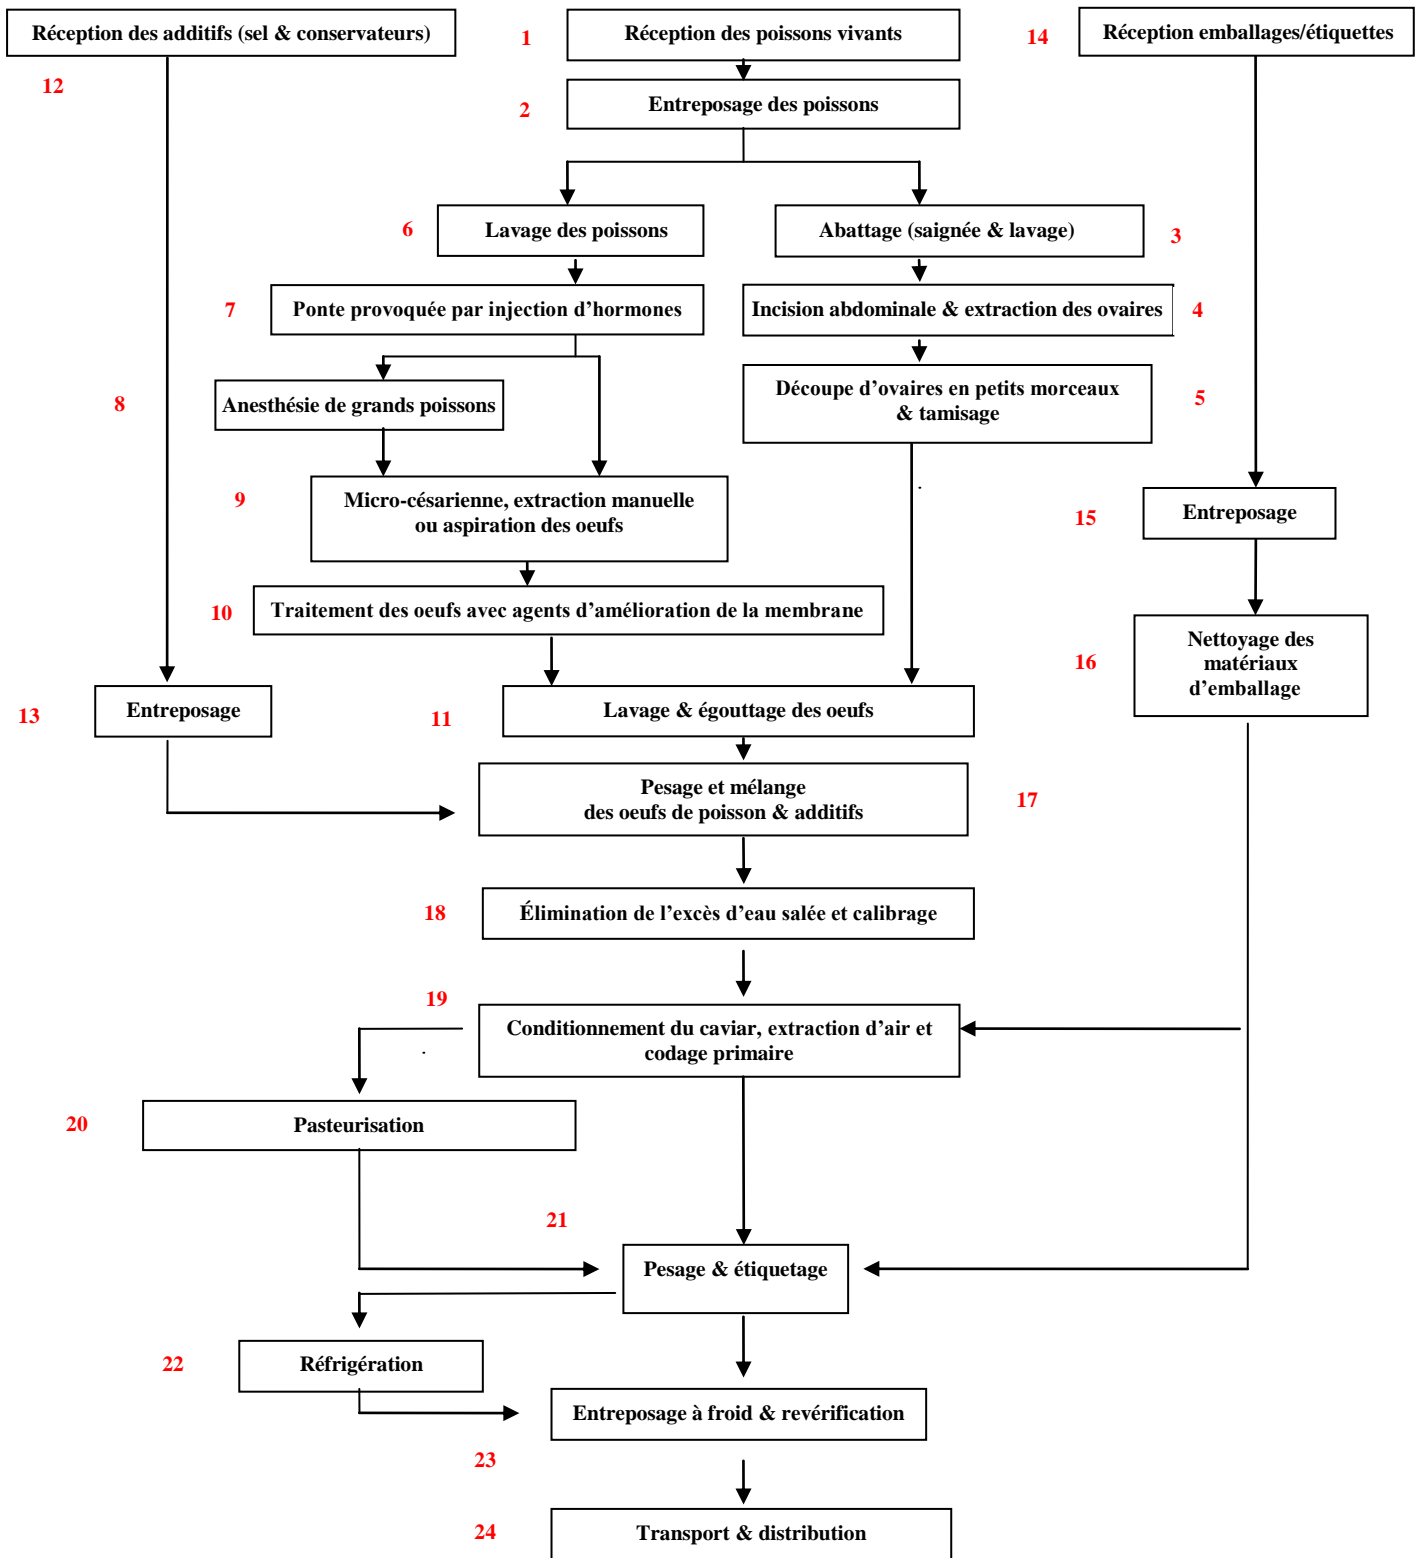 Réception des additifs (sel & conservateurs)
1
Réception des poissons vivants
14
Réception emballages/étiquettes
12
2
Entreposage des poissons
6
Lavage des poissons
Abattage (saignée & lavage)
3
7
Ponte provoquée par injection d'hormones
Incision abdominale & extraction des ovaires
4
8
Anesthésie de grands poissons
Découpe d'ovaires en petits morceaux
& tamisage
5
9
Micro-césarienne, extraction manuelle
ou aspiration des oeufs
15
Entreposage
10
Traitement des oeufs avec agents d'amélioration de la membrane
16
Nettoyage des
matériaux
d'emballage
13
Entreposage
11
Lavage & égouttage des oeufs
Pesage et mélange
des oeufs de poisson & additifs
17
18
Élimination de l'excès d'eau salée et calibrage
19
Conditionnement du caviar, extraction d'air et
codage primaire
20
Pasteurisation
21
Pesage & étiquetage
22
Réfrigération
Entreposage à froid & revérification
23
24
Transport & distribution